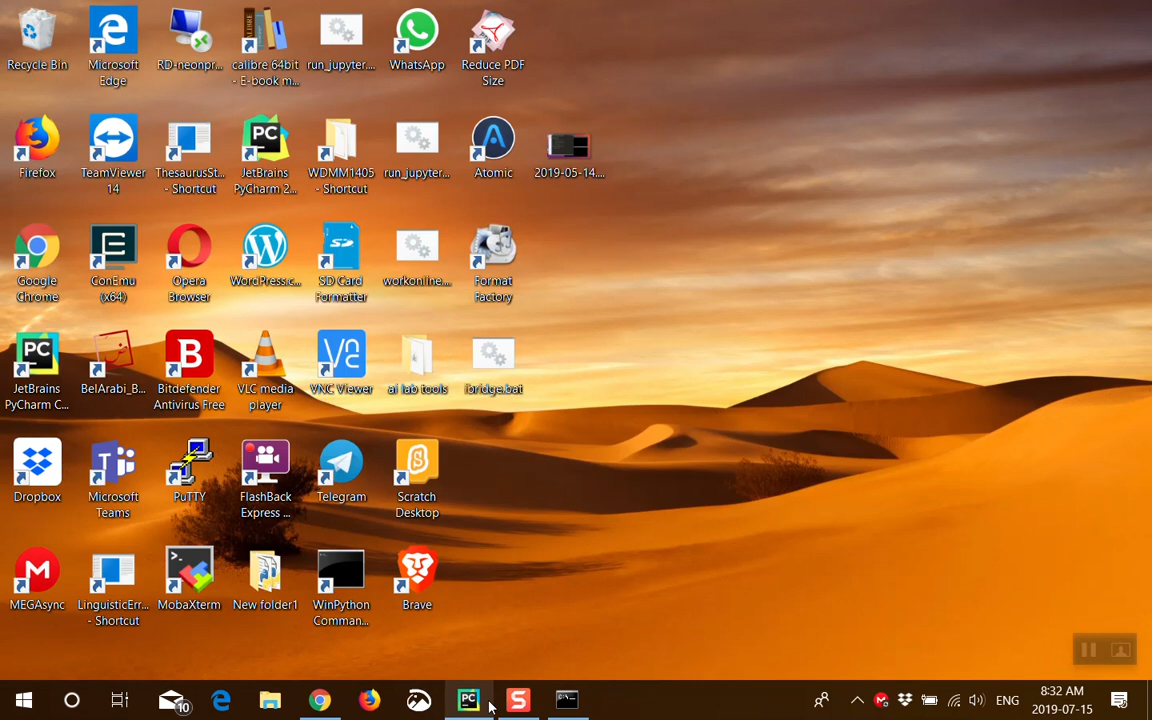 Recycle Bin
Microsoft
Edge
RD-neonpr...
calibre 64bit
- E-book m...
run_jupyter....
WhatsApp
Reduce PDF
Size
Firefox
TeamViewer
14
ThesaurusSt...
- Shortcut
JetBrains
PyCharm 2...
WDMM1405
- Shortcut
run_jupyter...
Atomic
2019-05-14....
Google
Chrome
ConEmu
(x64)
Opera
Browser
WordPress.c...
SD Card
Formatter
workonline...
Format
Factory
JetBrains
PyCharm C...
BelArabi_B...
Bitdefender
Antivirus Free
VLC media
player
VNC Viewer
ai lab tools
ibridge.bat
Dropbox
Microsoft
Teams
PuTTY
FlashBack
Express ...
Telegram
Scratch
Desktop
MEGAsync
LinguisticErr...
- Shortcut
MobaXterm
New folder1
WinPython
Comman...
Brave
10
ENG
8:32 AM
2019-07-15